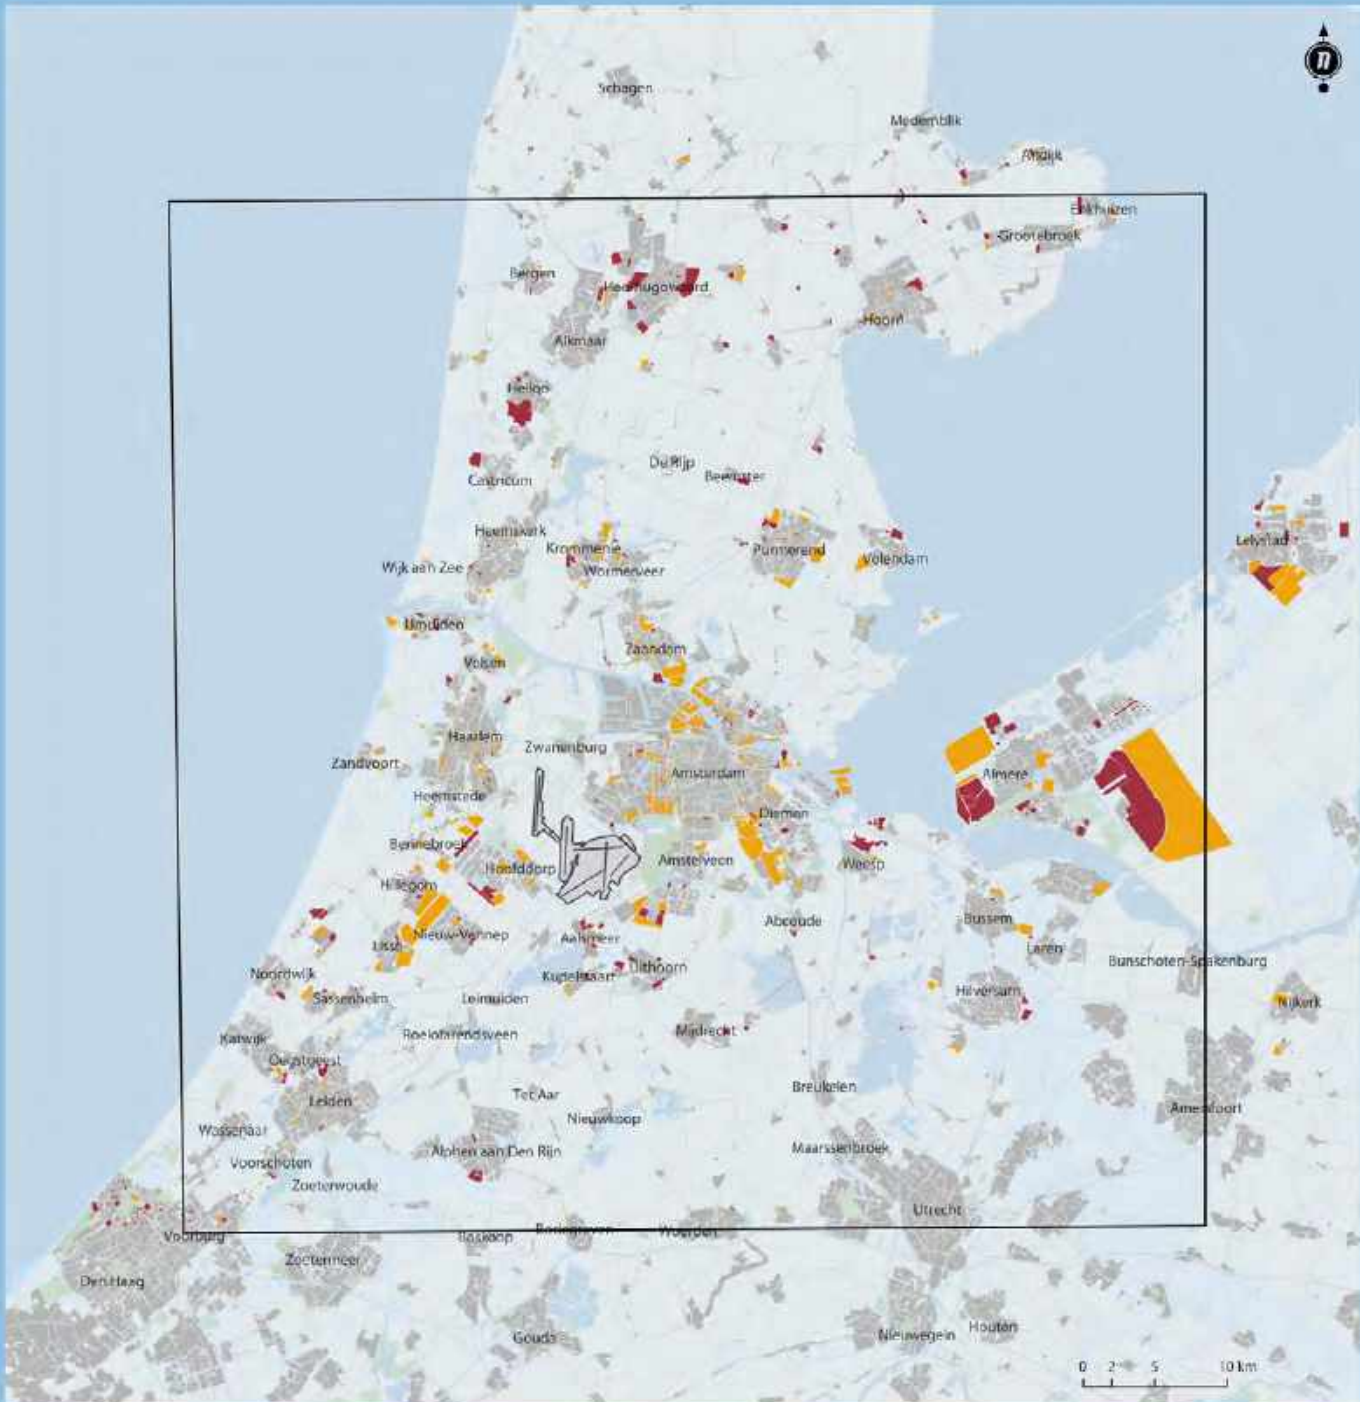 n
Schagen
Medemblik
Andijk
Enkhuizen
Grootebroek
Bergen
Heerhugowaard
Hoorn
Alkmaar
Heiloo
De Rijp
Beemster
Castricum
Heemskerk
Krommenie
Purmerend
Volendam
Lelystad
Wijk aan Zee
Wormerveer
IJmuiden
Zaandam
Velsen
Haarlem
Zwanenburg
Zandvoort
Amsterdam
Almere
Heemstede
Diemen
Bennebroek
Hoofddorp
Amstelveen
Weesp
Hillegom
Abcoude
Bussem
Lisse
Nieuw-Vennep
Aalsmeer
Laren
Bunschoten-Spakenburg
Noordwijk
Kudelstaart
Uithoorn
Sassenheim
Leimuiden
Hilversum
Nijkerk
Katwijk
Roelofarendsveen
Mijdrecht
Oegstgeest
Leiden
Ter Aar
Breukelen
Nieuwkoop
Amersfoort
Wassenaar
Alphen aan Den Rijn
Maarssenbroek
Voorschoten
Zoeterwoude
Utrecht
Voorburg
Boskoop
Bodegraven
Woerden
Zoetermeer
Den Haag
Gouda
Nieuwegein
Houten
0 2 5 10 km